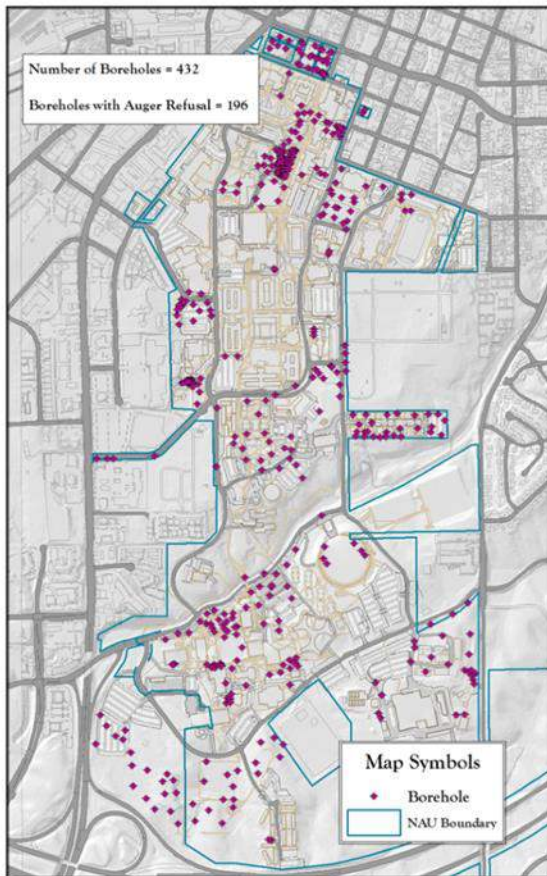 Number of Boreholes = 432
Boreholes with Auger Refusal = 196
Map Symbols
Borehole
NAU Boundary